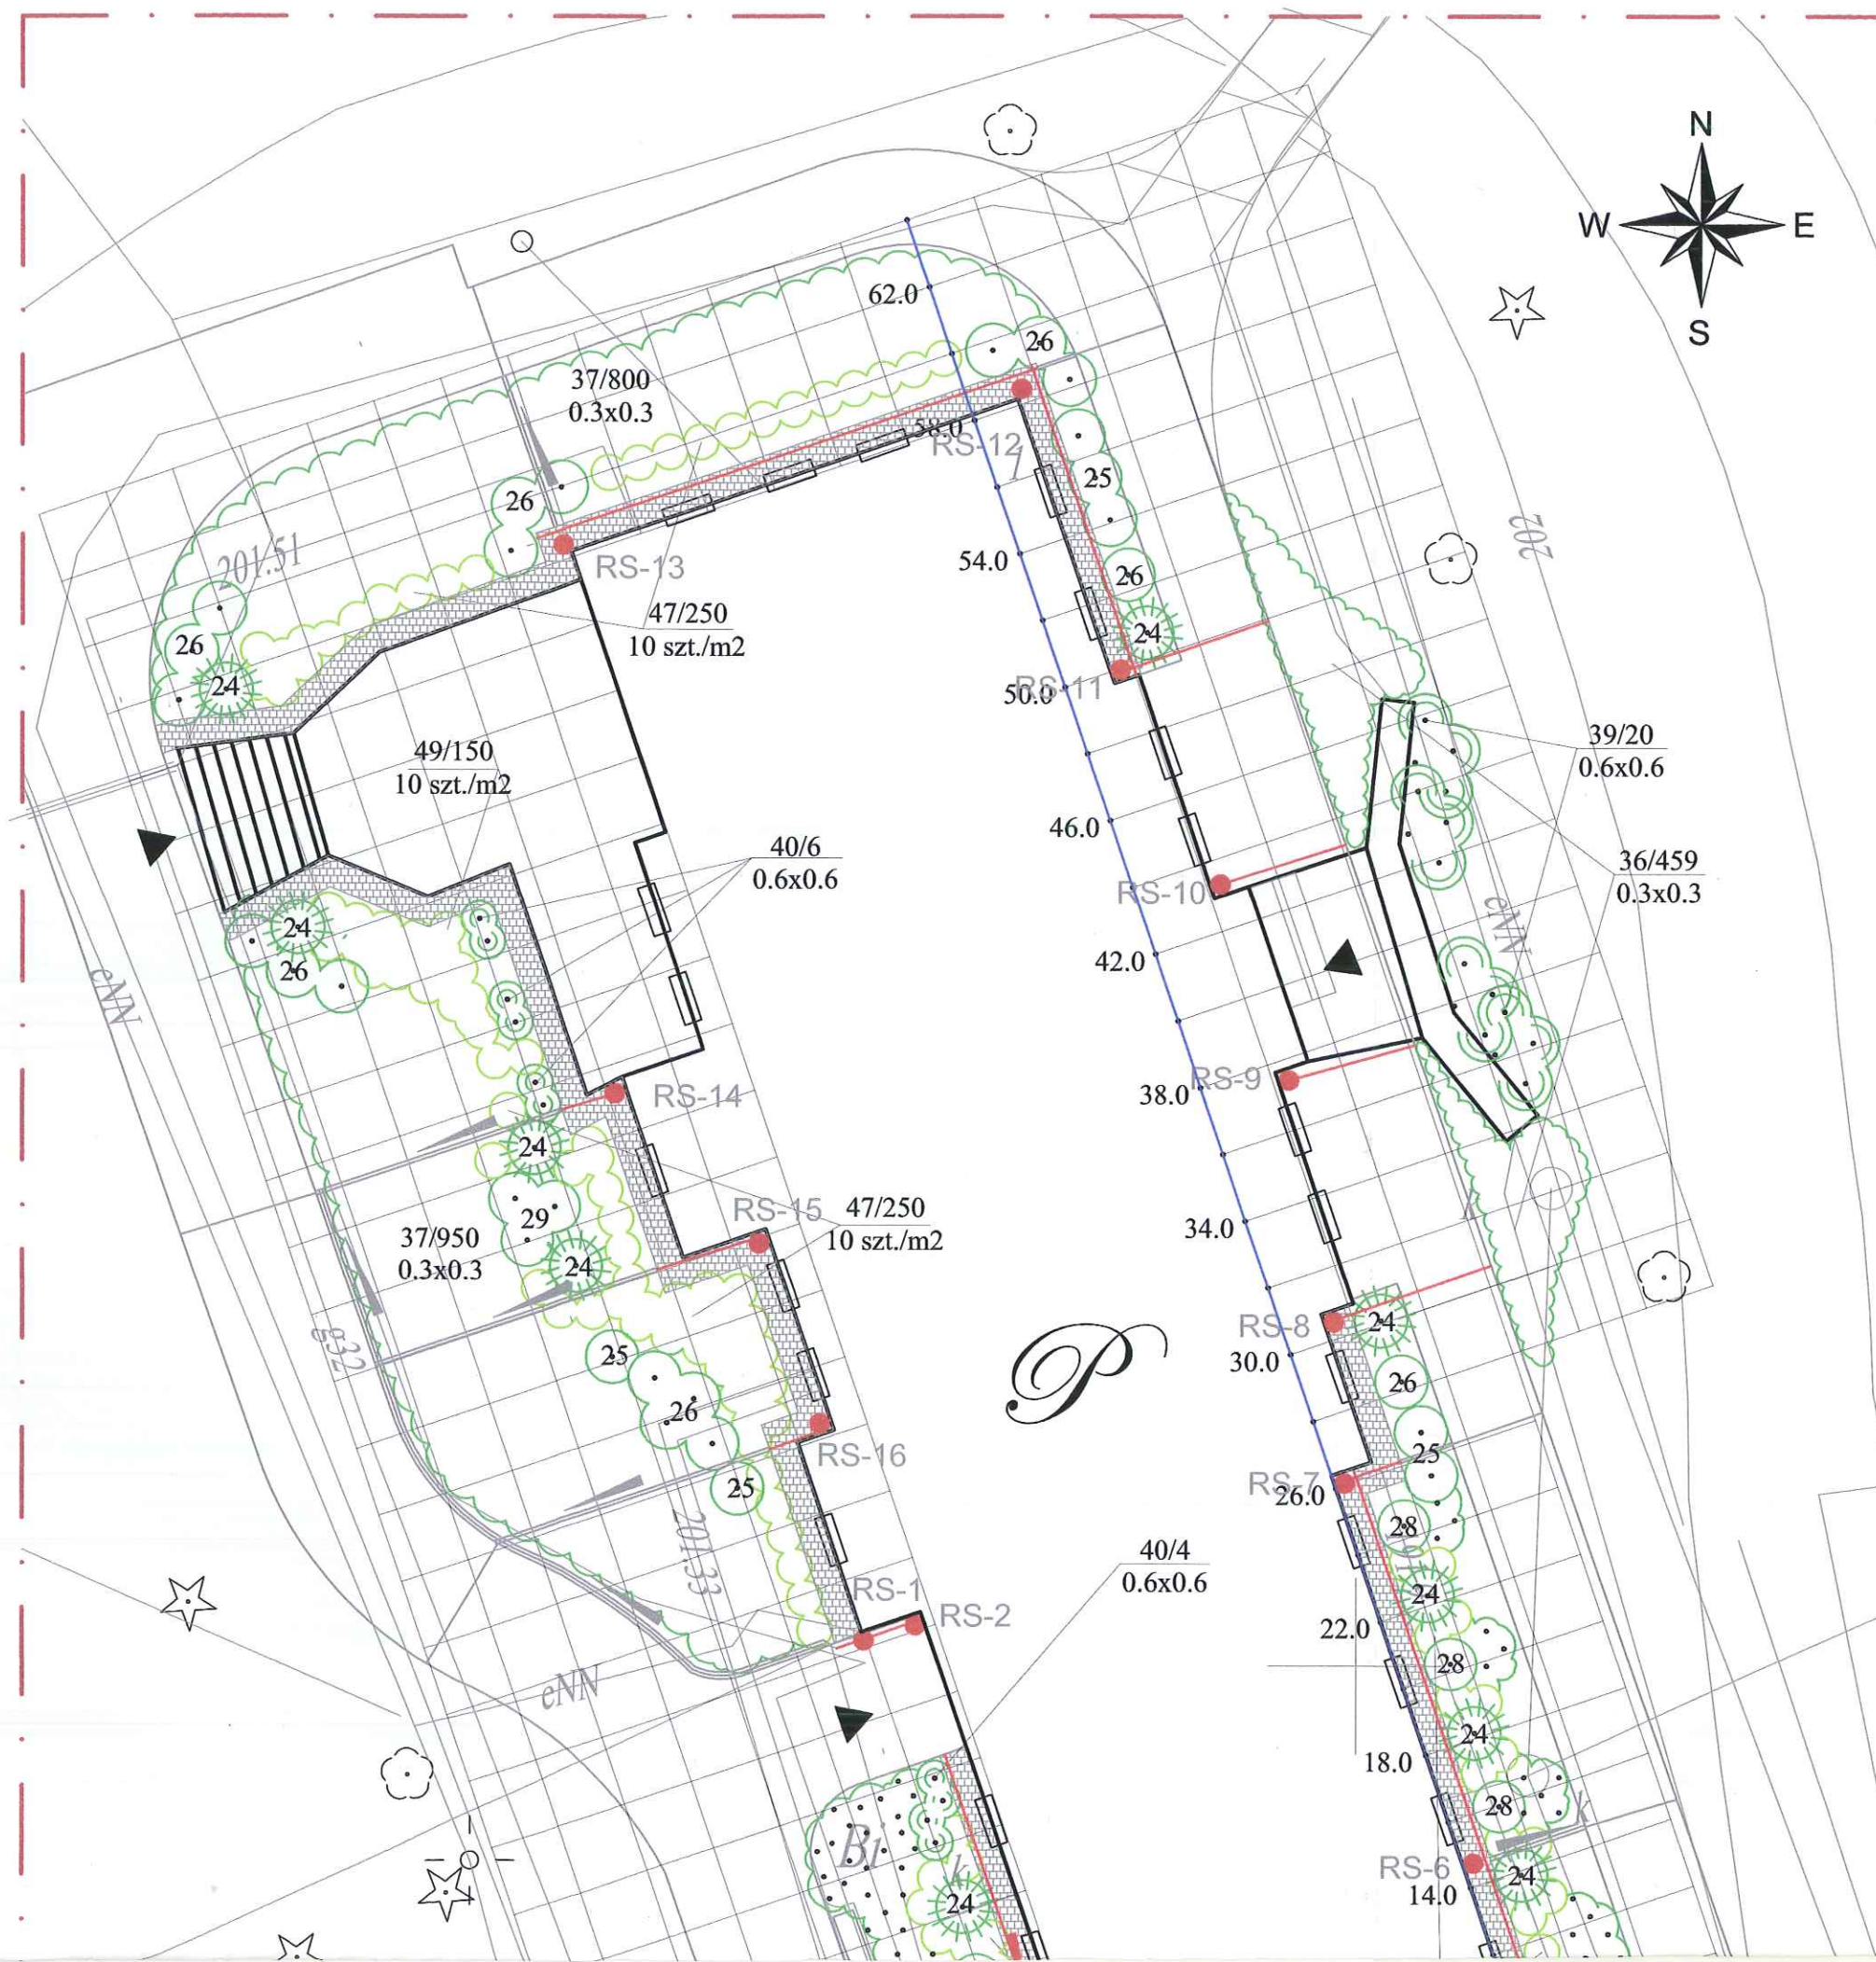 N
W
E
S
62.0
26
37/800
0.3x0.3
58.0
RS-12
26
25
201.51
54.0
RS-13
26
202
47/250
10 szt./m2
26
24
24
RS-11
50.0
39/20
0.6x0.6
49/150
10 szt./m2
46.0
40/6
0.6x0.6
36/459
0.3x0.3
RS-10
24
26
42.0
eNN
eNN
RS-9
38.0
RS-14
24
RS-15
47/250
10 szt./m2
29
34.0
37/950
0.3x0.3
24
RS-8
24
832
25
30.0
P
26
26
25
RS-16
RS-7
26.0
25
28
201.33
40/4
0.6x0.6
RS-1
RS-2
24
22.0
28
eNN
24
18.0
28
k
Bi
k
RS-6
24
14.0
24